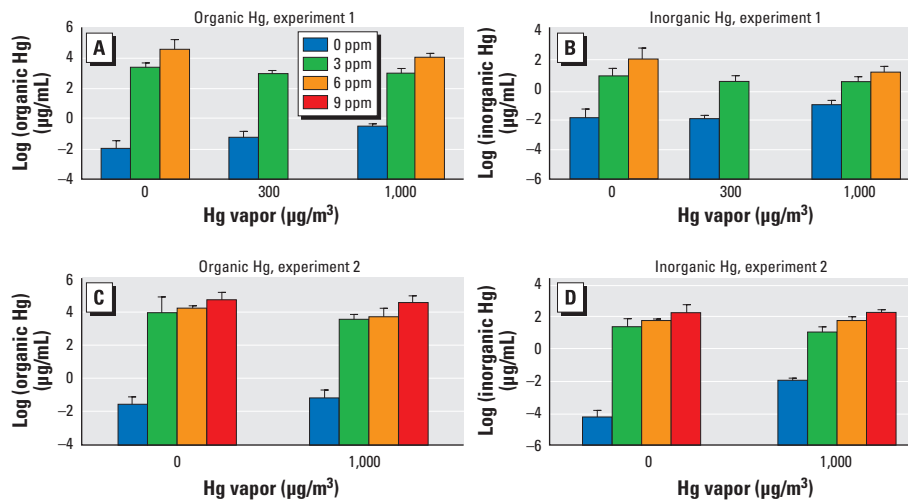 Organic Hg, experiment 1
A
Log (organic Hg)
(µg/mL)
6
4
2
0
−2
−4
0 ppm
3 ppm
6 ppm
9 ppm
0
300
1,000
Hg vapor (µg/m³)
Inorganic Hg, experiment 1
B
Log (inorganic Hg)
(µg/mL)
4
2
0
−2
−4
−6
0
300
1,000
Hg vapor (µg/m³)
Organic Hg, experiment 2
C
Log (organic Hg)
(µg/mL)
6
4
2
0
−2
−4
0
1,000
Hg vapor (µg/m³)
Inorganic Hg, experiment 2
D
Log (inorganic Hg)
(µg/mL)
4
2
0
−2
−4
−6
0
1,000
Hg vapor (µg/m³)